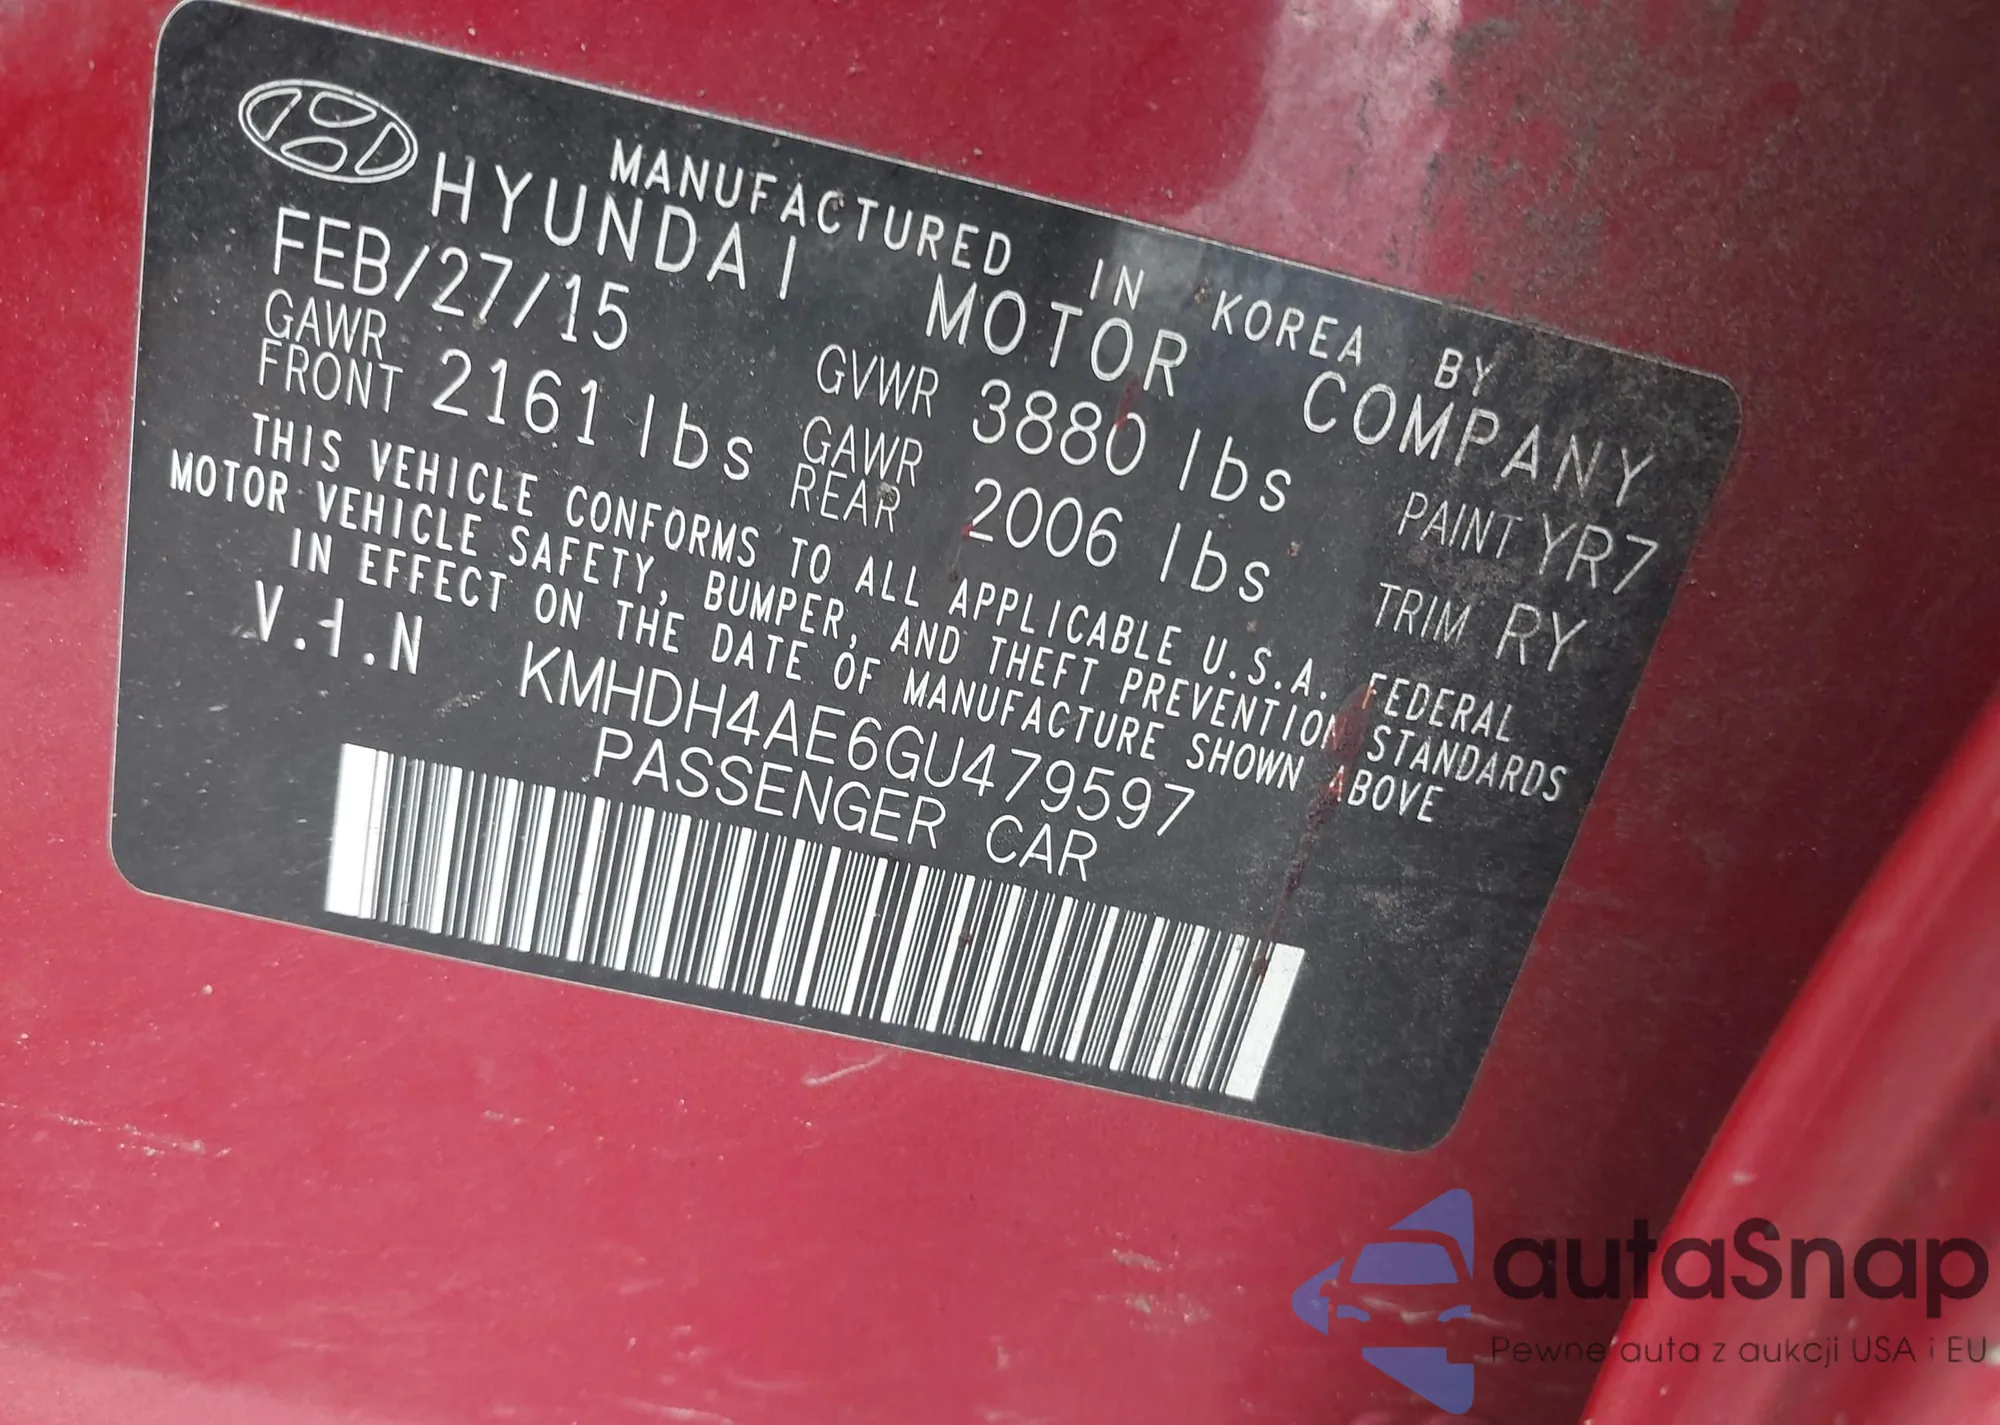 MANUFACTURED IN KOREA BY
HYUNDAI MOTOR COMPANY
FEB/27/15 GVWR 3880 lbs PAINT YR7
GAWR FRONT 2161 lbs GAWR REAR 2006 lbs TRIM RY
THIS VEHICLE CONFORMS TO ALL APPLICABLE U.S.A. FEDERAL
MOTOR VEHICLE SAFETY, BUMPER, AND THEFT PREVENTION STANDARDS
IN EFFECT ON THE DATE OF MANUFACTURE SHOWN ABOVE
V.I.N KMHDH4AE6GU479597
PASSENGER CAR
autaSnap
Pewne auta z aukcji USA i EU